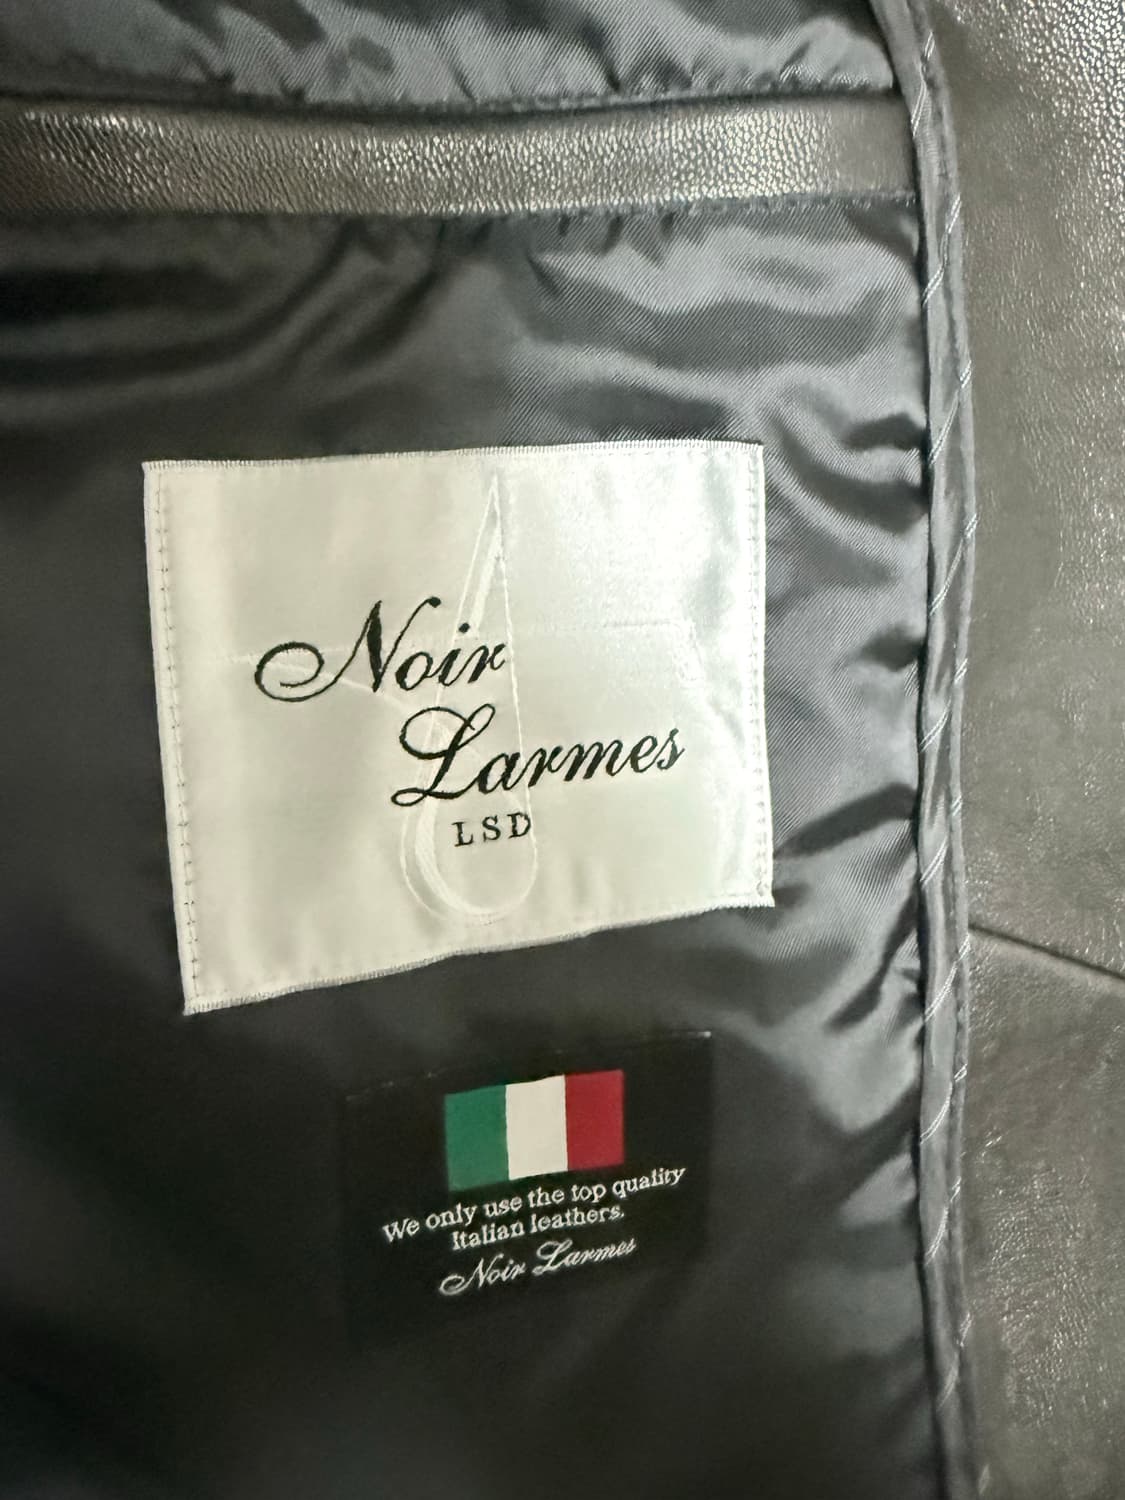 Noir
Larmes
LSD
We only use the top quality
Italian leathers.
Noir Larmes